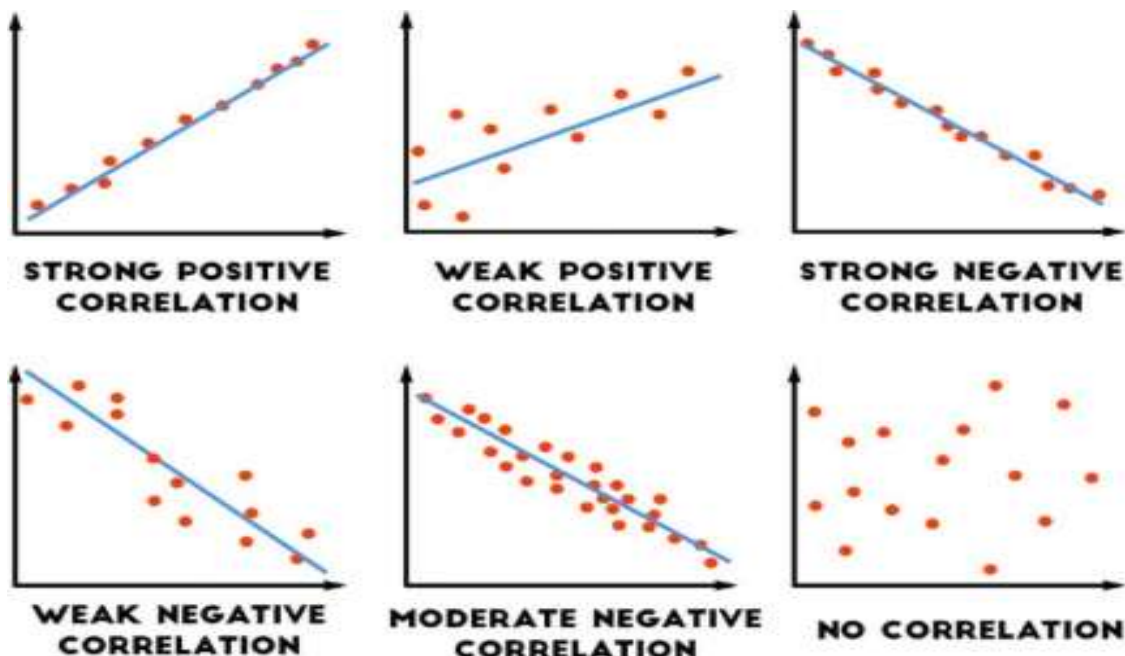 STRONG POSITIVE
CORRELATION
WEAK POSITIVE
CORRELATION
STRONG NEGATIVE
CORRELATION
WEAK NEGATIVE
CORRELATION
MODERATE NEGATIVE
CORRELATION
NO CORRELATION